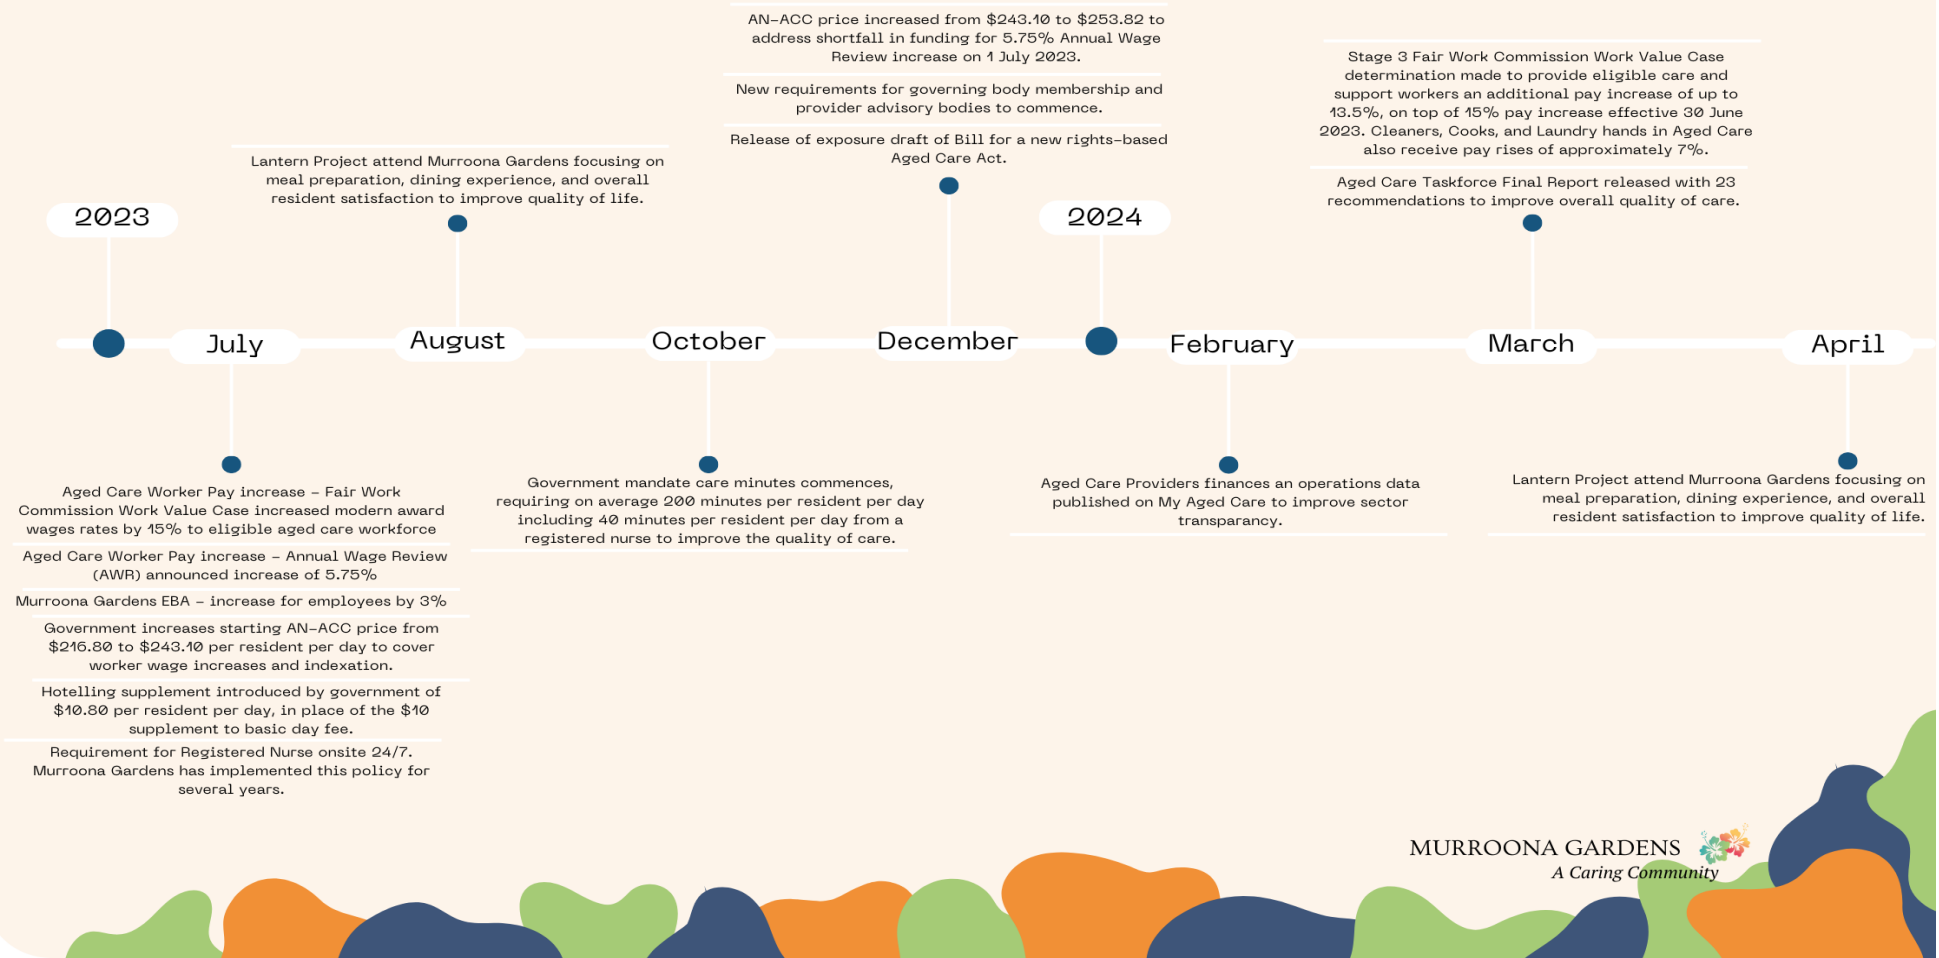 2023
July
Aged Care Worker Pay increase - Fair Work
Commission Work Value Case increased modern award
wages rates by 15% to eligible aged care workforce
Aged Care Worker Pay increase - Annual Wage Review
(AWR) announced increase of 5.75%
Murroona Gardens EBA - increase for employees by 3%
Government increases starting AN-ACC price from
$216.80 to $243.10 per resident per day to cover
worker wage increases and indexation.
Hotelling supplement introduced by government of
$10.80 per resident per day, in place of the $10
supplement to basic day fee.
Requirement for Registered Nurse onsite 24/7.
Murroona Gardens has implemented this policy for
several years.
Lantern Project attend Murroona Gardens focusing on
meal preparation, dining experience, and overall
resident satisfaction to improve quality of life.
August
October
Government mandate care minutes commences,
requiring on average 200 minutes per resident per day
including 40 minutes per resident per day from a
registered nurse to improve the quality of care.
AN-ACC price increased from $243.10 to $253.82 to
address shortfall in funding for 5.75% Annual Wage
Review increase on 1 July 2023.
New requirements for governing body membership and
provider advisory bodies to commence.
Release of exposure draft of Bill for a new rights-based
Aged Care Act.
December
2024
February
Aged Care Providers finances an operations data
published on My Aged Care to improve sector
transparancy.
Stage 3 Fair Work Commission Work Value Case
determination made to provide eligible care and
support workers an additional pay increase of up to
13.5%, on top of 15% pay increase effective 30 June
2023. Cleaners, Cooks, and Laundry hands in Aged Care
also receive pay rises of approximately 7%.
Aged Care Taskforce Final Report released with 23
recommendations to improve overall quality of care.
March
April
Lantern Project attend Murroona Gardens focusing on
meal preparation, dining experience, and overall
resident satisfaction to improve quality of life.
MURROONA GARDENS
A Caring Community